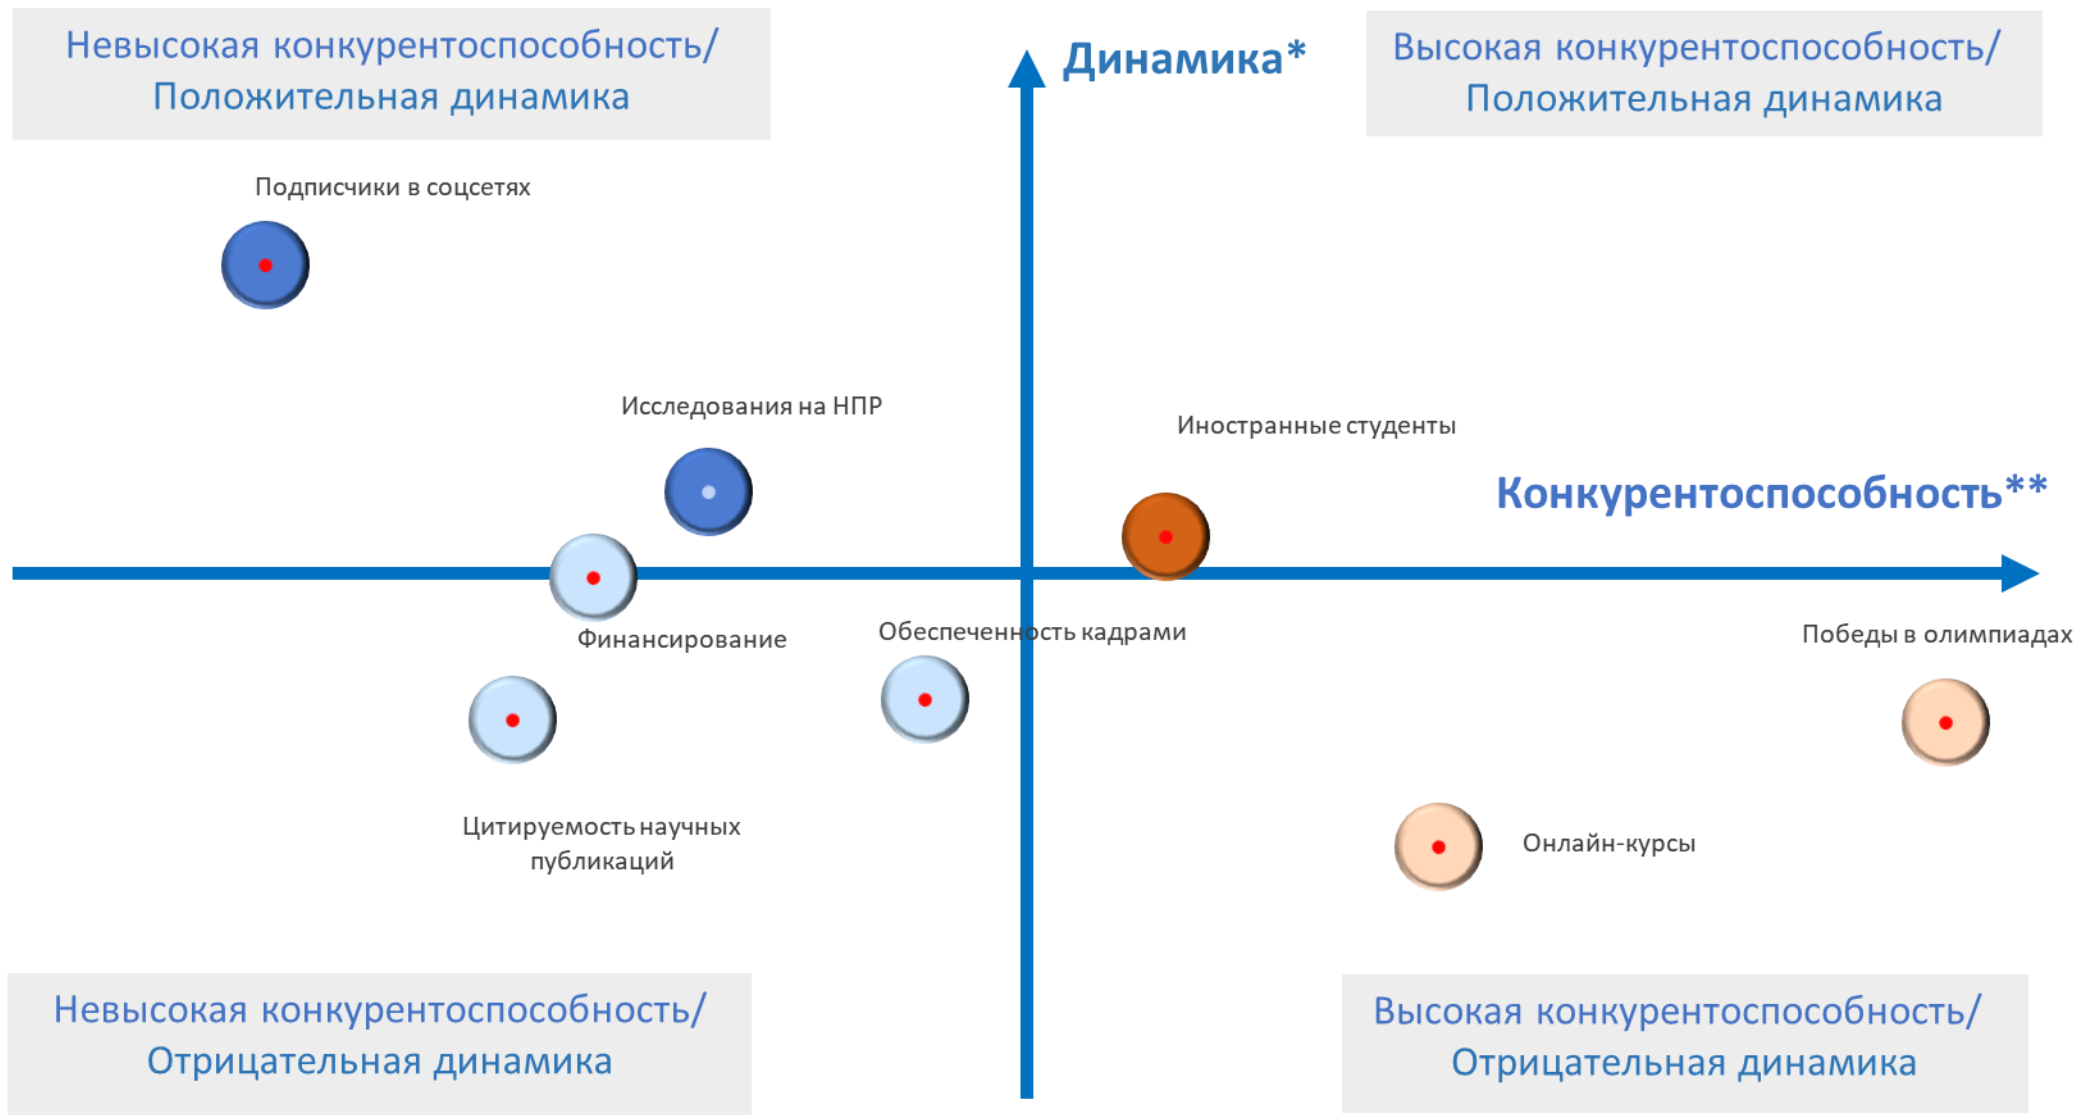 Невысокая конкурентоспособность/
Положительная динамика
Динамика*
Высокая конкурентоспособность/
Положительная динамика
Подписчики в соцсетях
Исследования на НПР
Иностранные студенты
Конкурентоспособность**
Финансирование
Обеспеченность кадрами
Победы в олимпиадах
Цитируемость научных
публикаций
Онлайн-курсы
Невысокая конкурентоспособность/
Отрицательная динамика
Высокая конкурентоспособность/
Отрицательная динамика